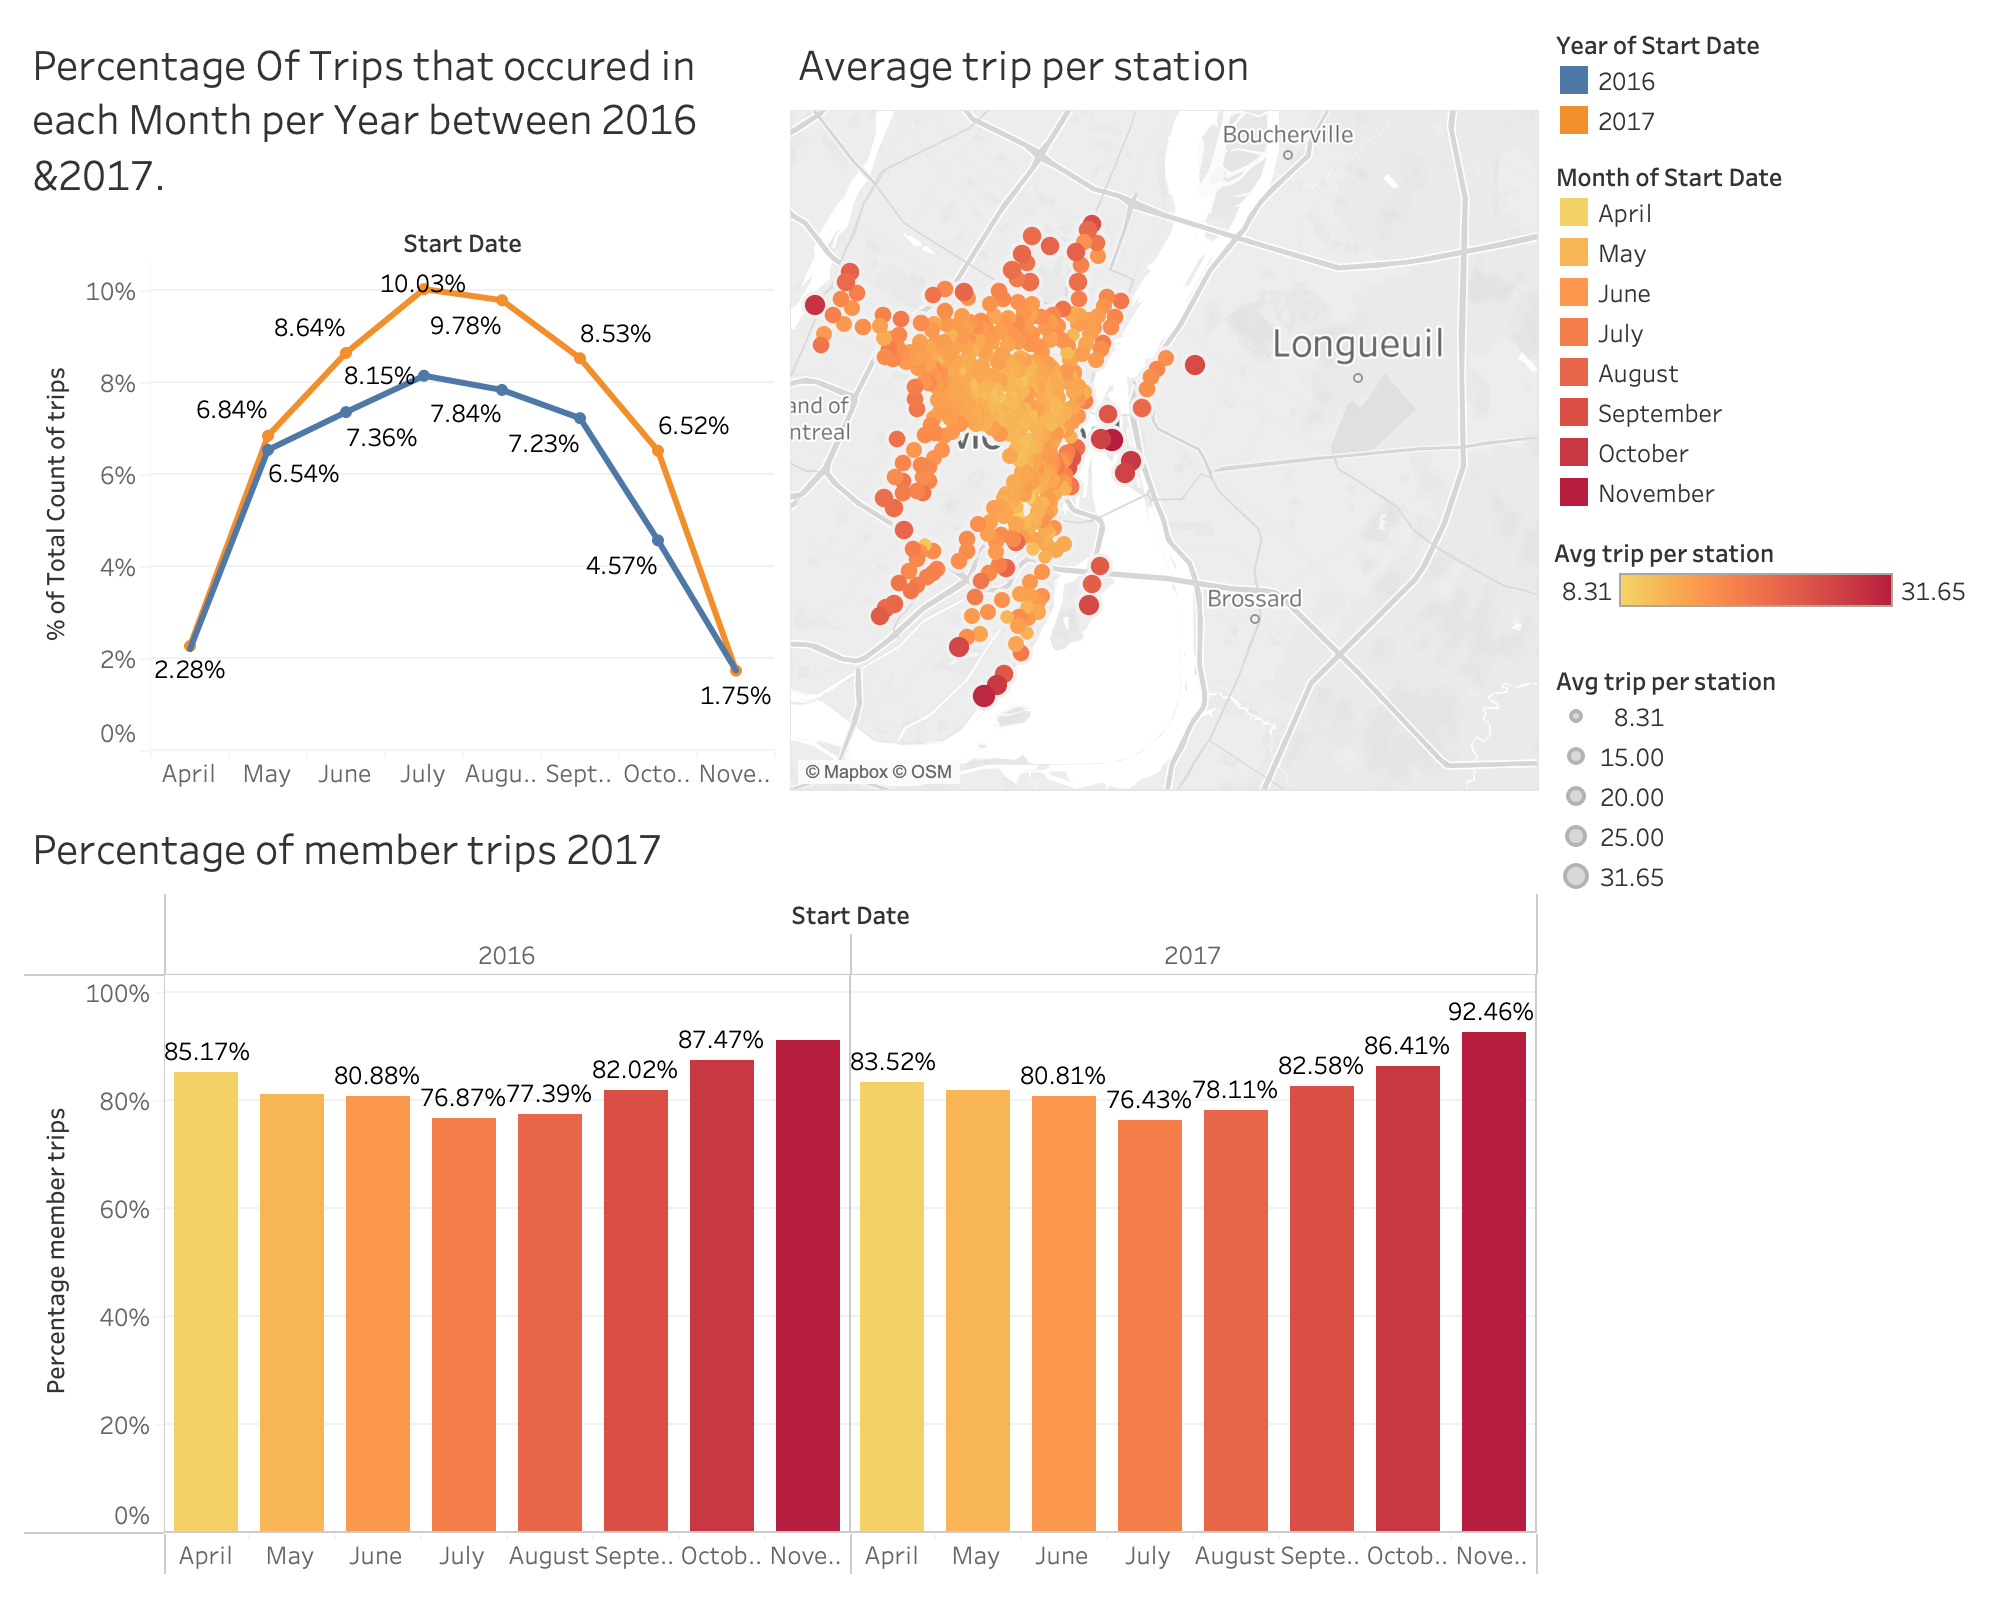 Percentage Of Trips that occured in
each Month per Year between 2016
&2017.
Start Date
% of Total Count of trips
10%
8%
6%
4%
2%
0%
10.03%
9.78%
8.64%
8.53%
8.15%
7.84%
7.36%
7.23%
6.84%
6.54%
6.52%
4.57%
2.28%
1.75%
April May June July Augu.. Sept.. Octo.. Nove..
Average trip per station
Boucherville
Longueuil
and of
ntreal
Brossard
© Mapbox © OSM
Year of Start Date
2016
2017
Month of Start Date
April
May
June
July
August
September
October
November
Avg trip per station
8.31 31.65
Avg trip per station
8.31
15.00
20.00
25.00
31.65
Percentage of member trips 2017
Start Date
2016 2017
Percentage member trips
100%
80%
60%
40%
20%
0%
85.17% 80.88% 76.87% 77.39% 82.02% 87.47% 83.52% 80.81% 76.43% 78.11% 82.58% 86.41% 92.46%
April May June July August Septe.. Octob.. Nove.. April May June July August Septe.. Octob.. Nove..